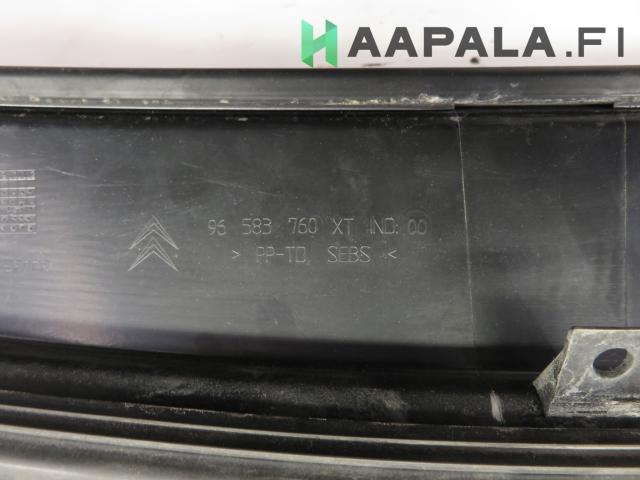 HAAPALA.FI
96 583 760 XT IND: 00
> PP-TD, SEBS <